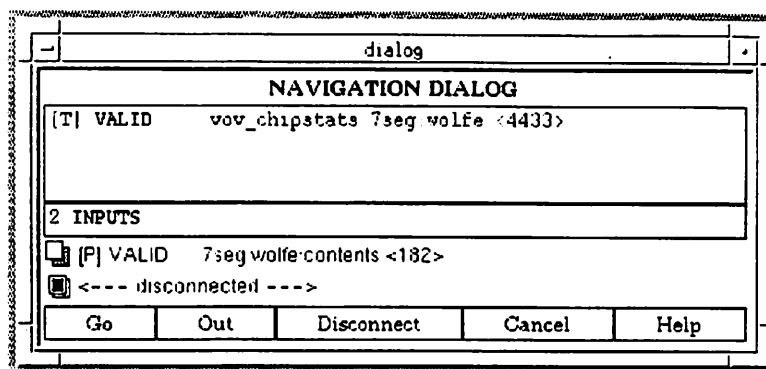 dialog
NAVIGATION DIALOG
[T] VALID vov_chipstats 7seg:wolfe <4433>
2 INPUTS
[P] VALID 7seg:wolfe:contents <182>
<--- disconnected --->
Go Out Disconnect Cancel Help